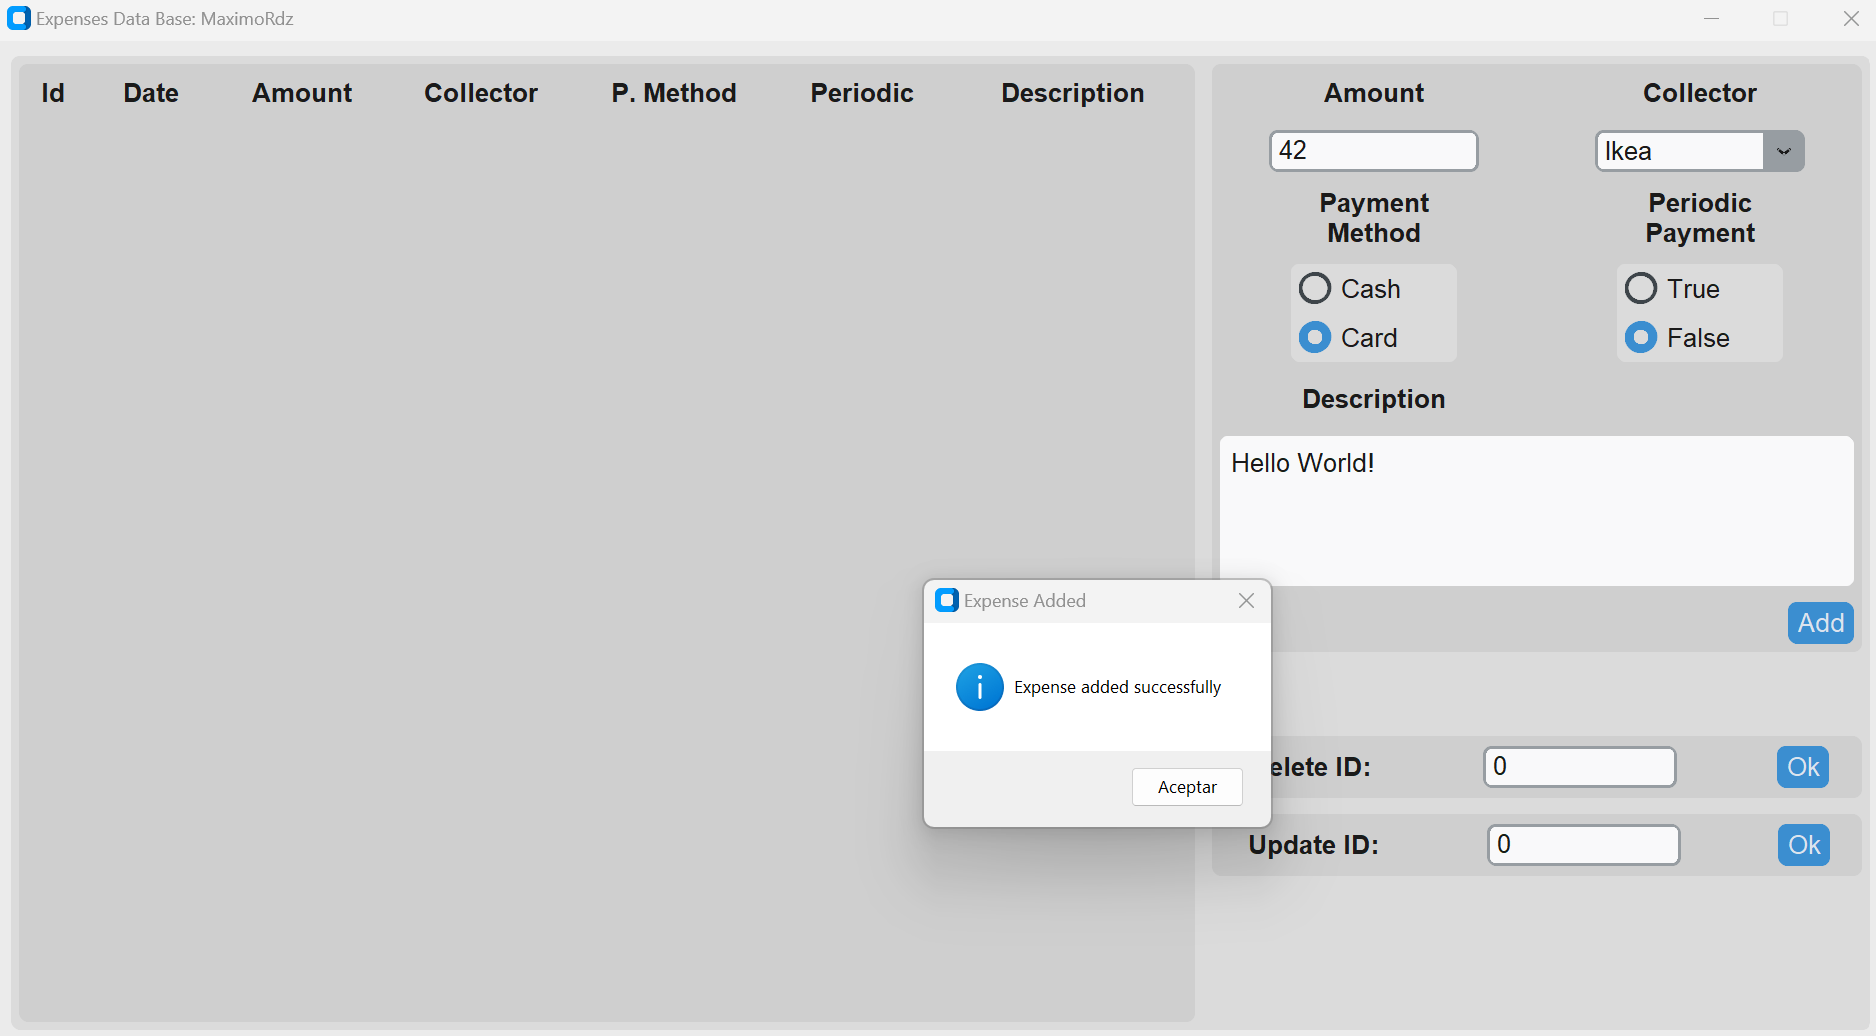 Expenses Data Base: MaximoRdz
Id Date Amount Collector P. Method Periodic Description
Amount Collector
42 Ikea
Payment Method
Periodic Payment
Cash
Card
True
False
Description
Hello World!
Add
Expense Added
Expense added successfully
Aceptar
elete ID: 0 Ok
Update ID: 0 Ok